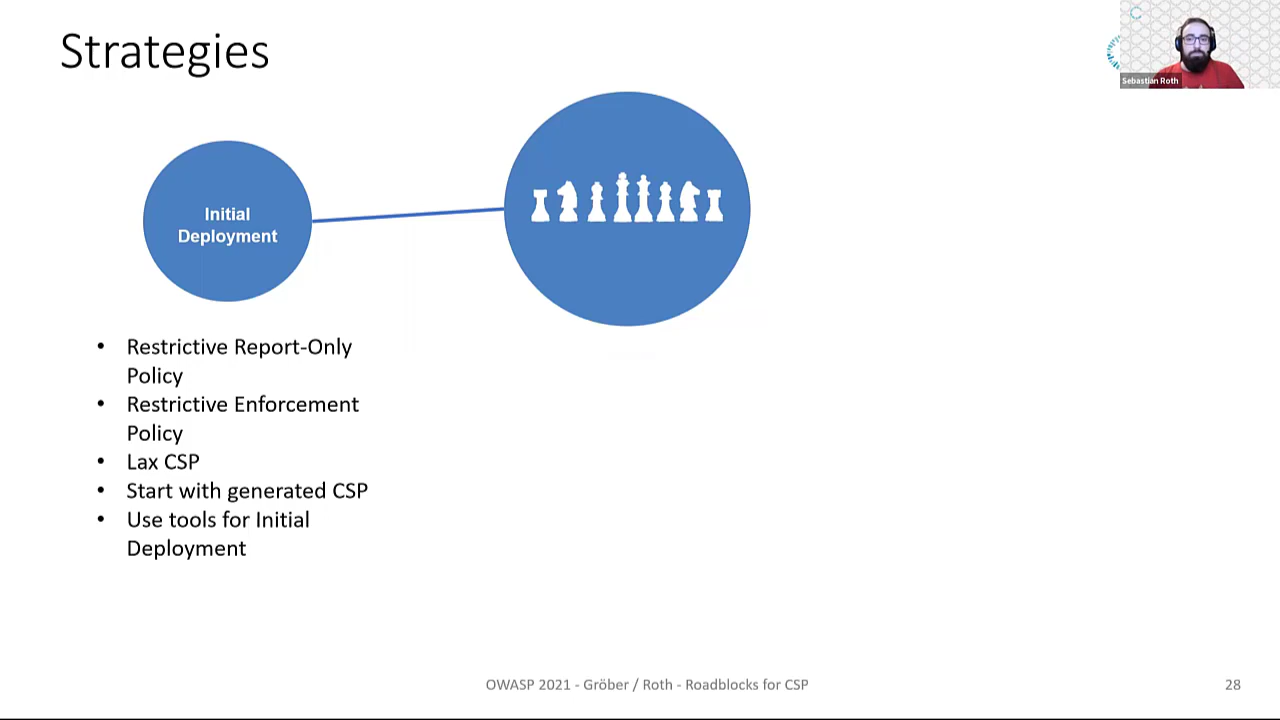 Strategies
Sebastian Roth
Initial
Deployment
• Restrictive Report-Only
Policy
• Restrictive Enforcement
Policy
• Lax CSP
• Start with generated CSP
• Use tools for Initial
Deployment
OWASP 2021 - Gröber / Roth - Roadblocks for CSP
28